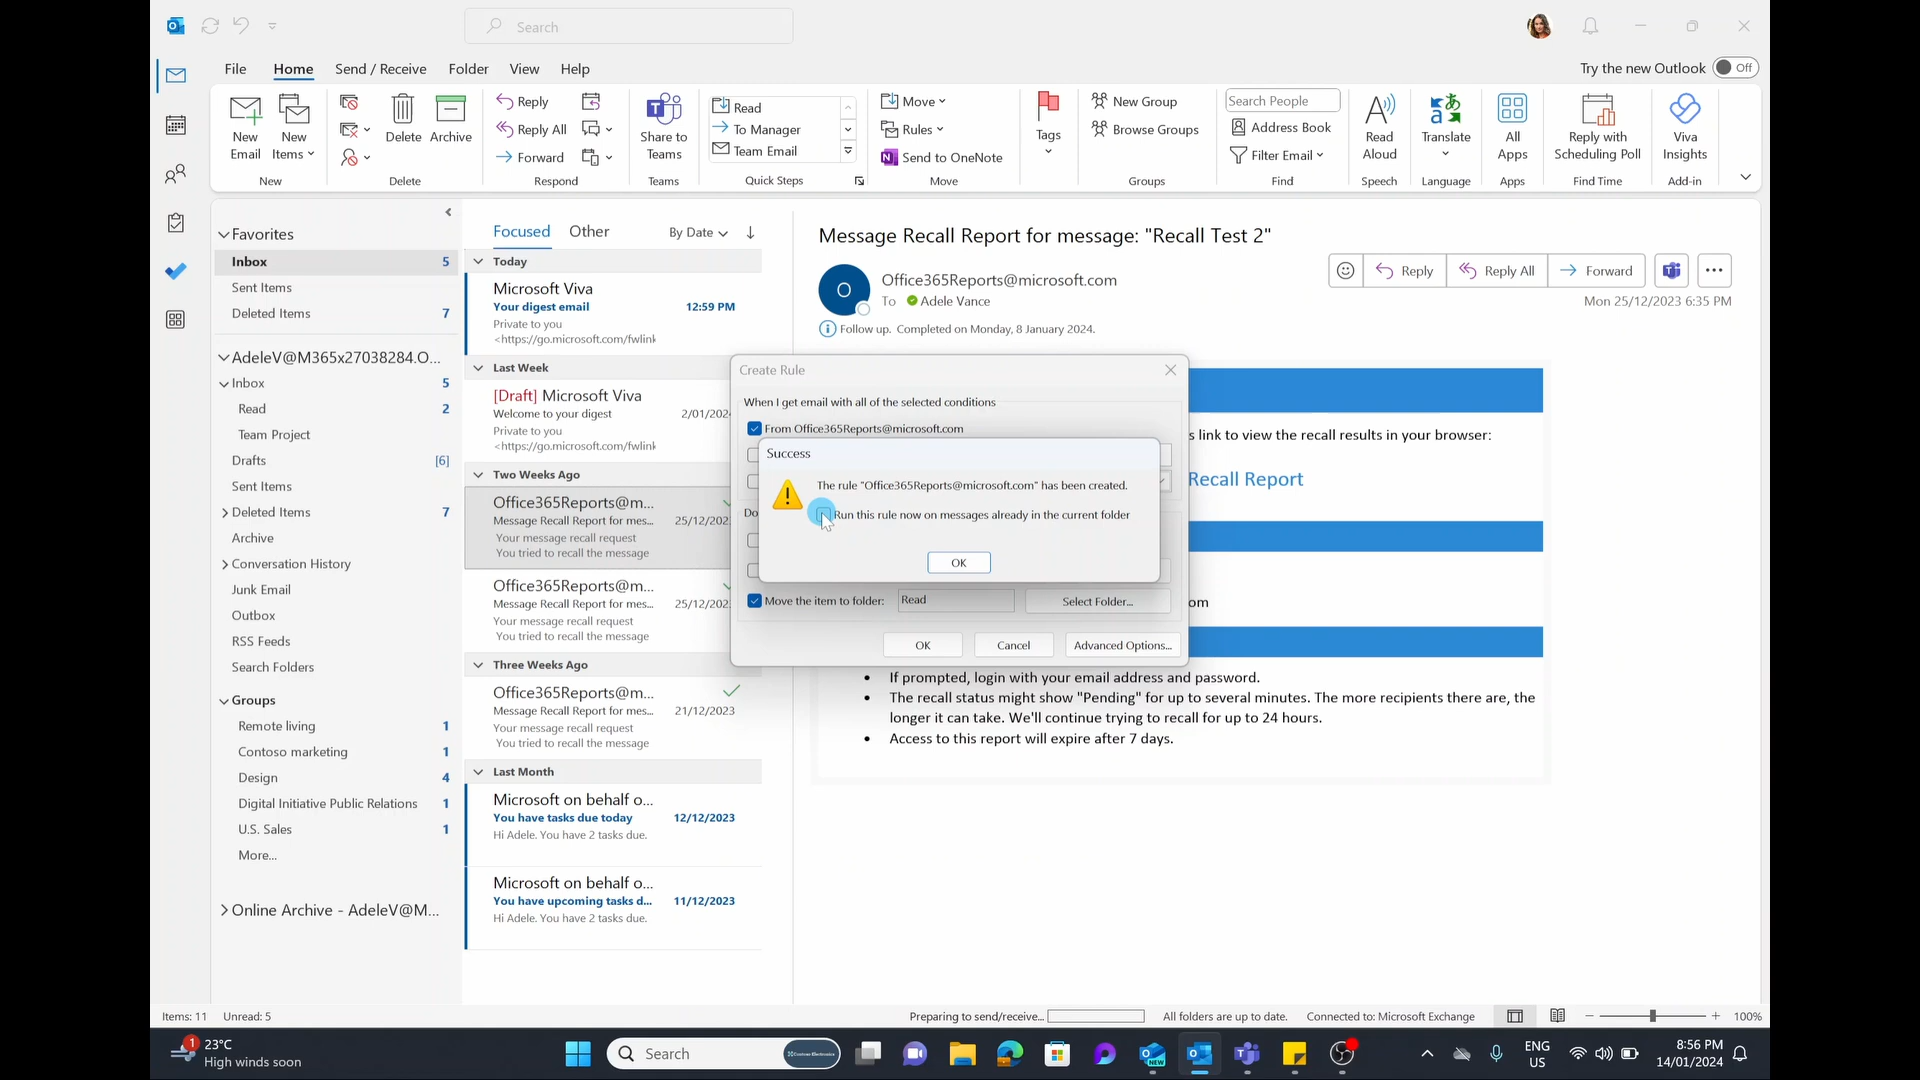 Search
File Home Send / Receive Folder View Help
Try the new Outlook Off
New Email
New Items
New
Delete
Archive
Delete
Reply
Reply All
Forward
Respond
Share to Teams
Teams
Read
To Manager
Team Email
Quick Steps
Move
Rules
Send to OneNote
Move
Tags
New Group
Browse Groups
Groups
Search People
Address Book
Filter Email
Find
Read Aloud
Speech
Translate
Language
All Apps
Apps
Reply with Scheduling Poll
Find Time
Viva Insights
Add-in
Favorites
Inbox 5
Sent Items
Deleted Items 7
AdeleV@M365x27038284.O...
Inbox 5
Read 2
Team Project
Drafts [6]
Sent Items
Deleted Items 7
Archive
Conversation History
Junk Email
Outbox
RSS Feeds
Search Folders
Groups
Remote living 1
Contoso marketing 1
Design 4
Digital Initiative Public Relations 1
U.S. Sales 1
More...
Online Archive - AdeleV@M...
Focused Other By Date
Today
Microsoft Viva
Your digest email 12:59 PM
Private to you
<https://go.microsoft.com/fwlink
Last Week
[Draft] Microsoft Viva
Welcome to your digest 2/01/202
Private to you
<https://go.microsoft.com/fwlink
Two Weeks Ago
Office365Reports@m...
Message Recall Report for mes... 25/12/202
Your message recall request
You tried to recall the message
Office365Reports@m...
Message Recall Report for mes... 25/12/202
Your message recall request
You tried to recall the message
Three Weeks Ago
Office365Reports@m...
Message Recall Report for mes... 21/12/2023
Your message recall request
You tried to recall the message
Last Month
Microsoft on behalf o...
You have tasks due today 12/12/2023
Hi Adele. You have 2 tasks due.
Microsoft on behalf o...
You have upcoming tasks d... 11/12/2023
Hi Adele. You have 2 tasks due.
Message Recall Report for message: "Recall Test 2"
O
Office365Reports@microsoft.com
To Adele Vance
Reply Reply All Forward
Mon 25/12/2023 6:35 PM
Follow up. Completed on Monday, 8 January 2024.
s link to view the recall results in your browser:
Recall Report
om
If prompted, login with your email address and password.
The recall status might show "Pending" for up to several minutes. The more recipients there are, the
longer it can take. We'll continue trying to recall for up to 24 hours.
Access to this report will expire after 7 days.
Create Rule
When I get email with all of the selected conditions
From Office365Reports@microsoft.com
Do
Success
The rule "Office365Reports@microsoft.com" has been created.
Run this rule now on messages already in the current folder
OK
Move the item to folder: Read Select Folder...
OK Cancel Advanced Options...
Items: 11 Unread: 5
Preparing to send/receive... All folders are up to date. Connected to: Microsoft Exchange 100%
1
23°C
High winds soon
Search
Contoso Electronics
NEW
ENG
US
8:56 PM
14/01/2024